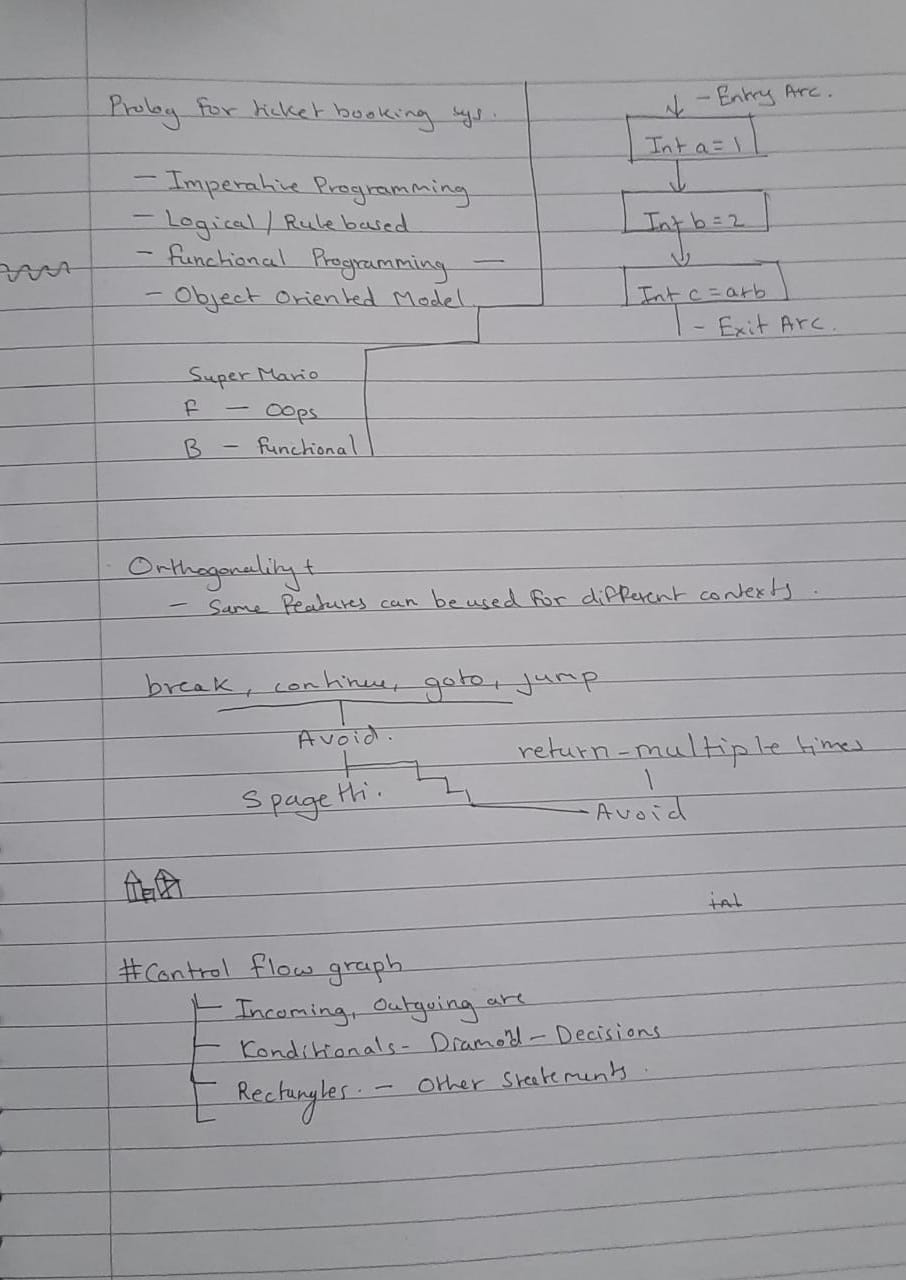 Prolog for ticket booking sys.
- Imperative Programming
- Logical / Rule based
- Functional Programming -
- Object Oriented Model
- Entry Arc.
Int a = 1
Int b = 2
Int c = a+b
- Exit Arc.
Super Mario
F - Oops
B - Functional
Orthogonality
- Same features can be used for different contexts.
break, continue, goto, jump
Avoid.
return - multiple times
Spagetti.
Avoid
int
#Control flow graph
Incoming, Outgoing arc
Konditionals - Diamond - Decisions
Rectangles. - Other Statements.